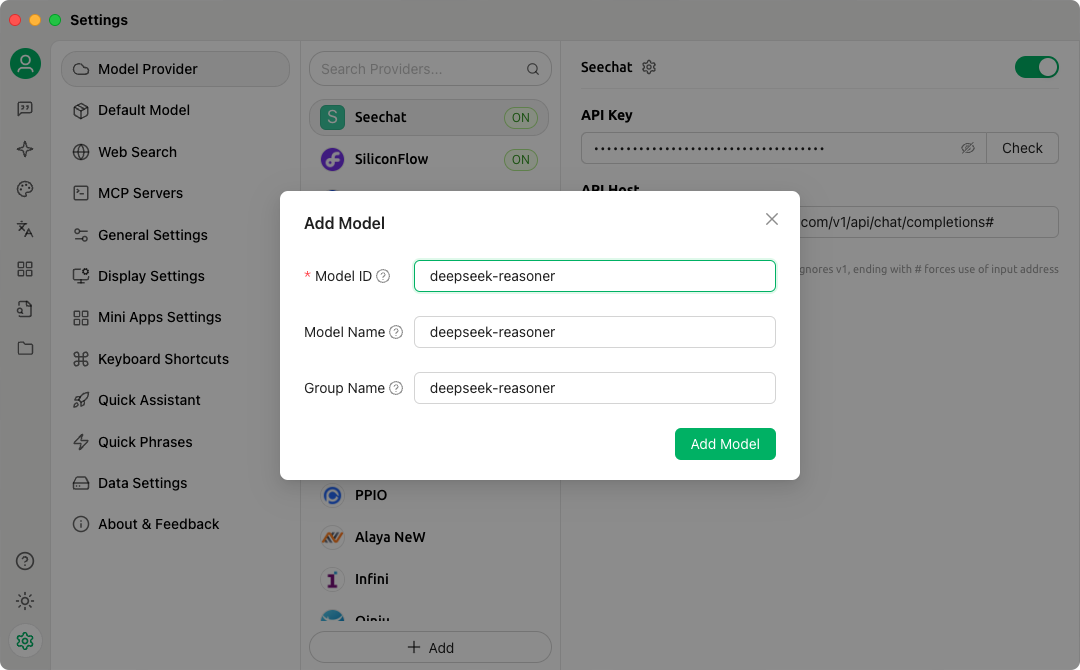 Settings
Model Provider
Default Model
Web Search
MCP Servers
General Settings
Display Settings
Mini Apps Settings
Keyboard Shortcuts
Quick Assistant
Quick Phrases
Data Settings
About & Feedback
Search Providers...
S Seechat ON
SiliconFlow ON
PPIO
Alaya NeW
Infini
Qiniu
Add
Seechat
API Key
••••••••••••••••••••••••••••••••••••
Check
API Host
com/v1/api/chat/completions#
gnores v1, ending with # forces use of input address
Add Model
* Model ID deepseek-reasoner
Model Name deepseek-reasoner
Group Name deepseek-reasoner
Add Model